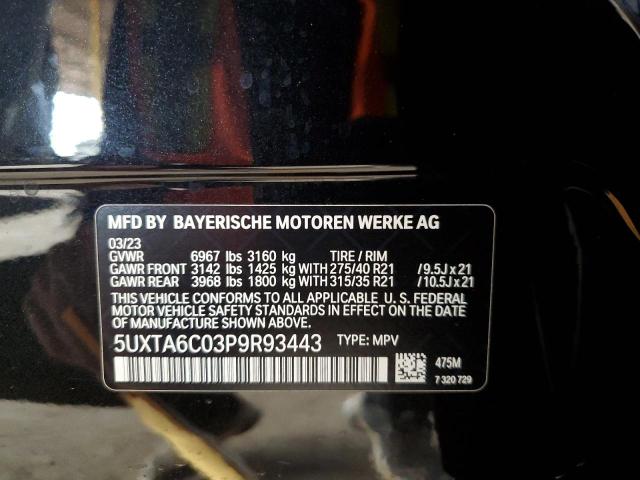 MFD BY BAYERISCHE MOTOREN WERKE AG
03/23
GVWR 6967 lbs 3160 kg TIRE / RIM
GAWR FRONT 3142 lbs 1425 kg WITH 275/40 R21 /9.5J x 21
GAWR REAR 3968 lbs 1800 kg WITH 315/35 R21 /10.5J x 21
THIS VEHICLE CONFORMS TO ALL APPLICABLE U. S. FEDERAL
MOTOR VEHICLE SAFETY STANDARDS IN EFFECT ON THE DATE
OF MANUFACTURE SHOWN ABOVE.
5UXTA6C03P9R93443 TYPE: MPV
475M
7 320 729